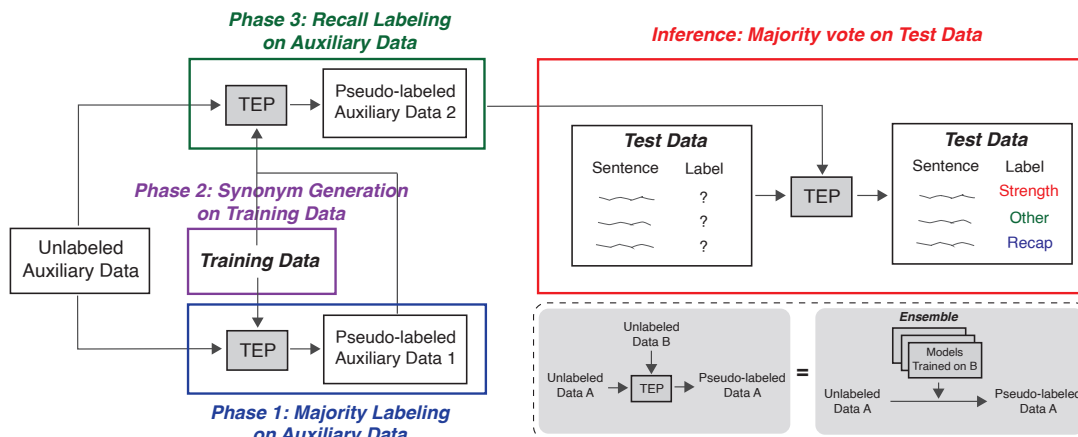 Phase 3: Recall Labeling
on Auxiliary Data
TEP
Pseudo-labeled
Auxiliary Data 2
Phase 2: Synonym Generation
on Training Data
Unlabeled
Auxiliary Data
Training Data
TEP
Pseudo-labeled
Auxiliary Data 1
Phase 1: Majority Labeling
on Auxiliary Data
Inference: Majority vote on Test Data
Test Data
Sentence Label
?
?
?
TEP
Test Data
Sentence Label
Strength
Other
Recap
Unlabeled
Data B
Unlabeled
Data A
TEP
Pseudo-labeled
Data A
=
Ensemble
Models
Trained on B
Unlabeled
Data A
Pseudo-labeled
Data A